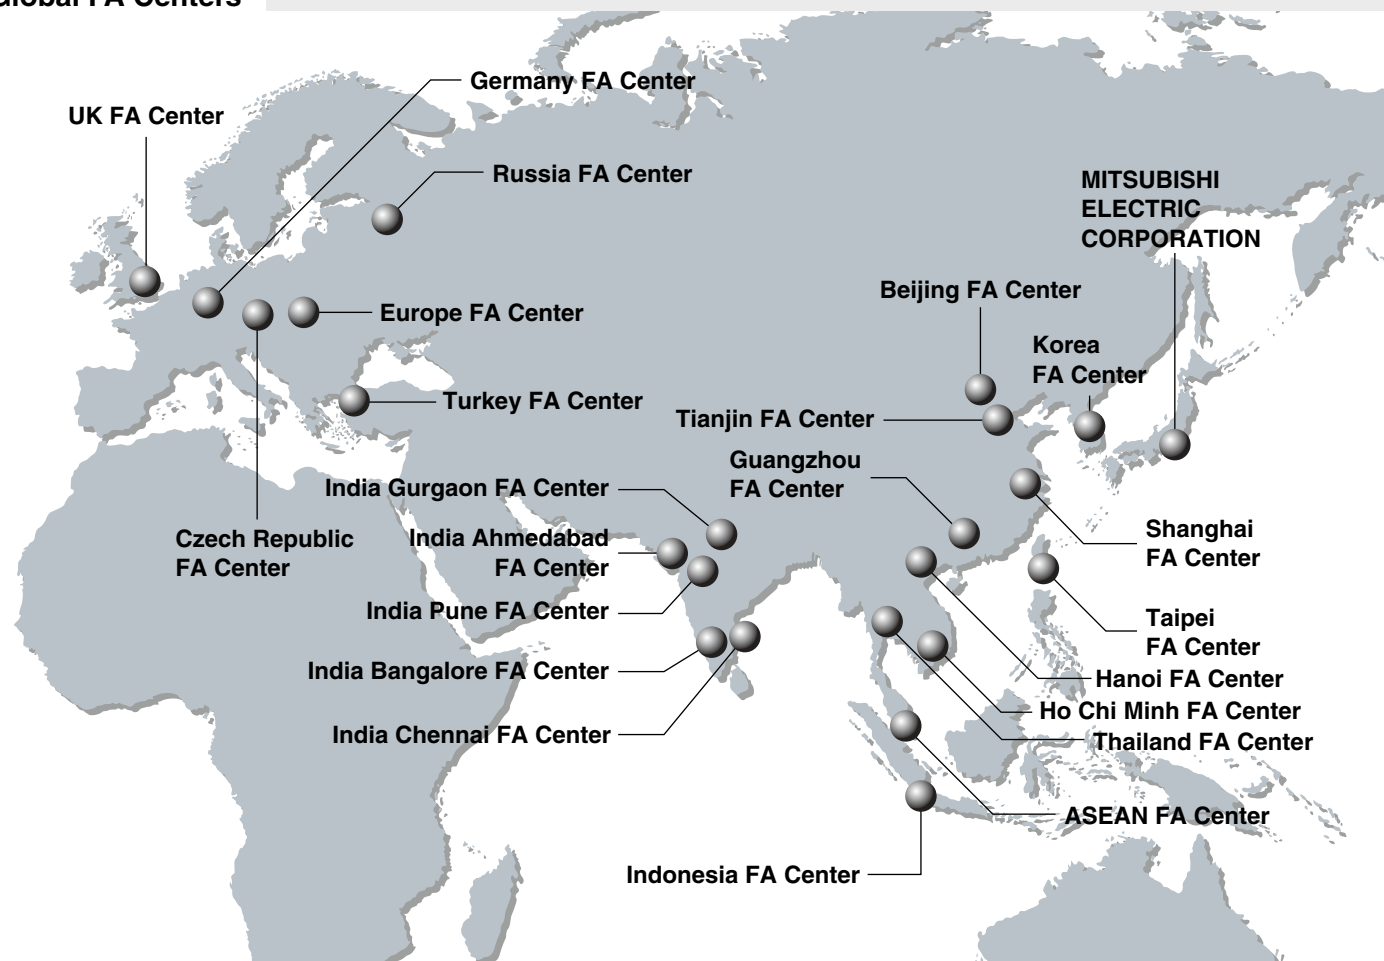 Global FA Centers
Germany FA Center
UK FA Center
Russia FA Center
MITSUBISHI
ELECTRIC
CORPORATION
Beijing FA Center
Europe FA Center
Korea
FA Center
Turkey FA Center
Tianjin FA Center
Guangzhou
FA Center
India Gurgaon FA Center
Shanghai
FA Center
Czech Republic
FA Center
India Ahmedabad
FA Center
India Pune FA Center
Taipei
FA Center
India Bangalore FA Center
Hanoi FA Center
Ho Chi Minh FA Center
India Chennai FA Center
Thailand FA Center
ASEAN FA Center
Indonesia FA Center